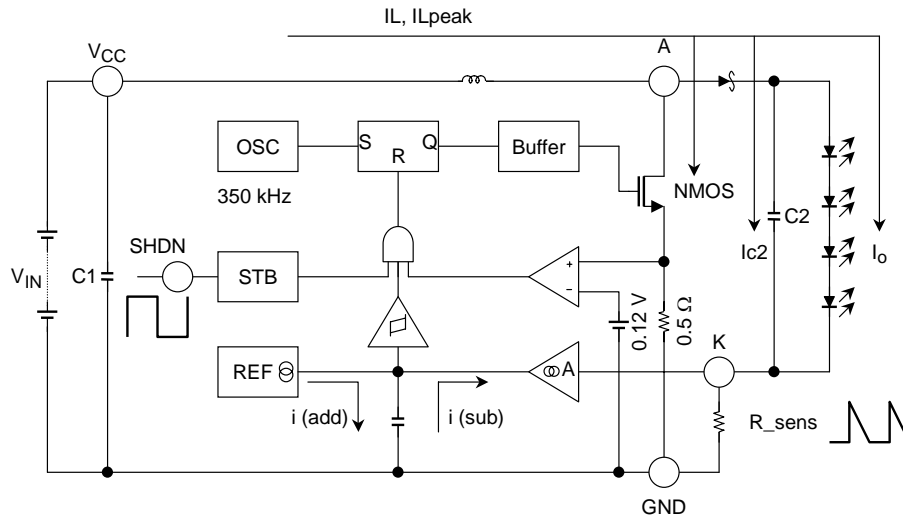 IL, ILpeak
VCC
A
OSC
S
R
Q
Buffer
350 kHz
NMOS
C2
SHDN
Ic2
Io
VIN
C1
STB
+
−
0.12 V
0.5 Ω
K
REF
A
i (add)
i (sub)
R_sens
GND